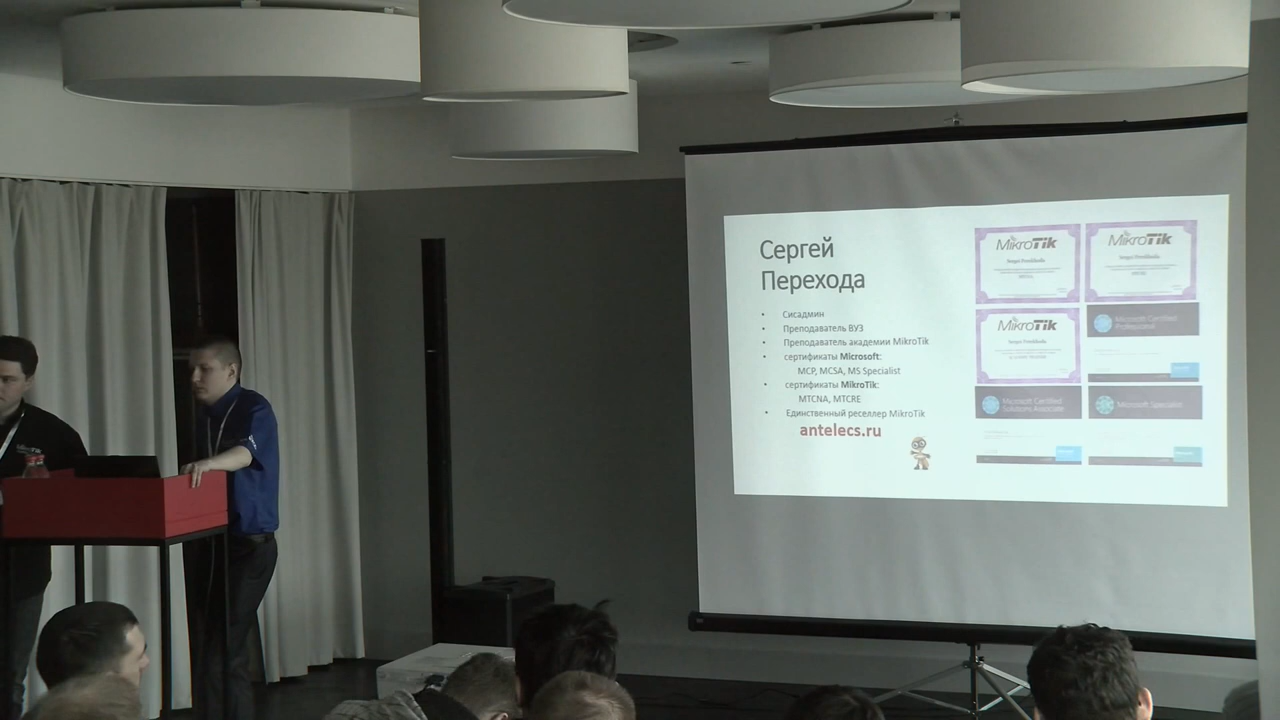 Сергей
Перехода
• Сисадмин
• Преподаватель ВУЗ
• Преподаватель академии MikroTik
• сертификаты Microsoft:
MCP, MCSA, MS Specialist
• сертификаты MikroTik:
MTCNA, MTCRE
• Единственный реселлер MikroTik
antelecs.ru
MikroTik
MikroTik
MikroTik
Microsoft Certified
Professional
Microsoft Certified
Solutions Associate
Microsoft Specialist